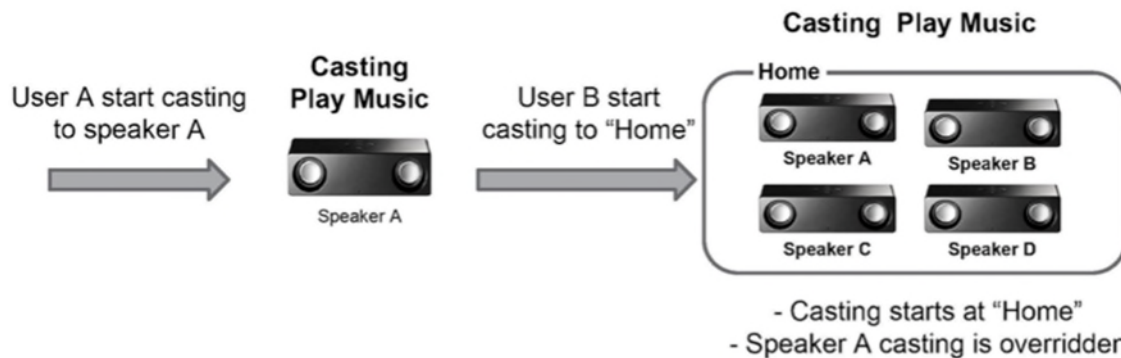 User A start casting
to speaker A
Casting
Play Music
Speaker A
User B start
casting to “Home”
Casting Play Music
Home
Speaker A
Speaker B
Speaker C
Speaker D
- Casting starts at “Home”
- Speaker A casting is overridden